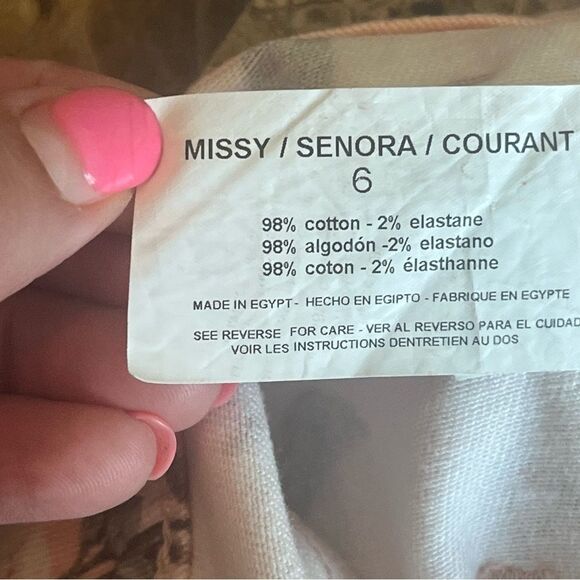 MISSY / SENORA / COURANT
6
98% cotton - 2% elastane
98% algodón -2% elastano
98% coton - 2% élasthanne
MADE IN EGYPT - HECHO EN EGIPTO - FABRIQUE EN EGYPTE
SEE REVERSE FOR CARE - VER AL REVERSO PARA EL CUIDAD
VOIR LES INSTRUCTIONS DENTRETIEN AU DOS